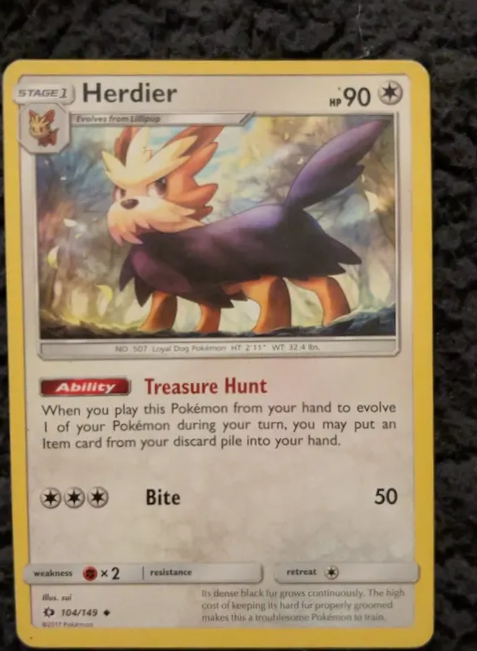 STAGE 1 Herdier HP 90
Evolves from Lillipup
NO. 507 Loyal Dog Pokémon HT: 2'11" WT: 32.4 lbs.
Ability Treasure Hunt
When you play this Pokémon from your hand to evolve
1 of your Pokémon during your turn, you may put an
Item card from your discard pile into your hand.
Bite 50
weakness ×2 resistance retreat
Illus. sui
104/149
©2017 Pokémon
Its dense black fur grows continuously. The high
cost of keeping its hard fur properly groomed
makes this a troublesome Pokémon to train.